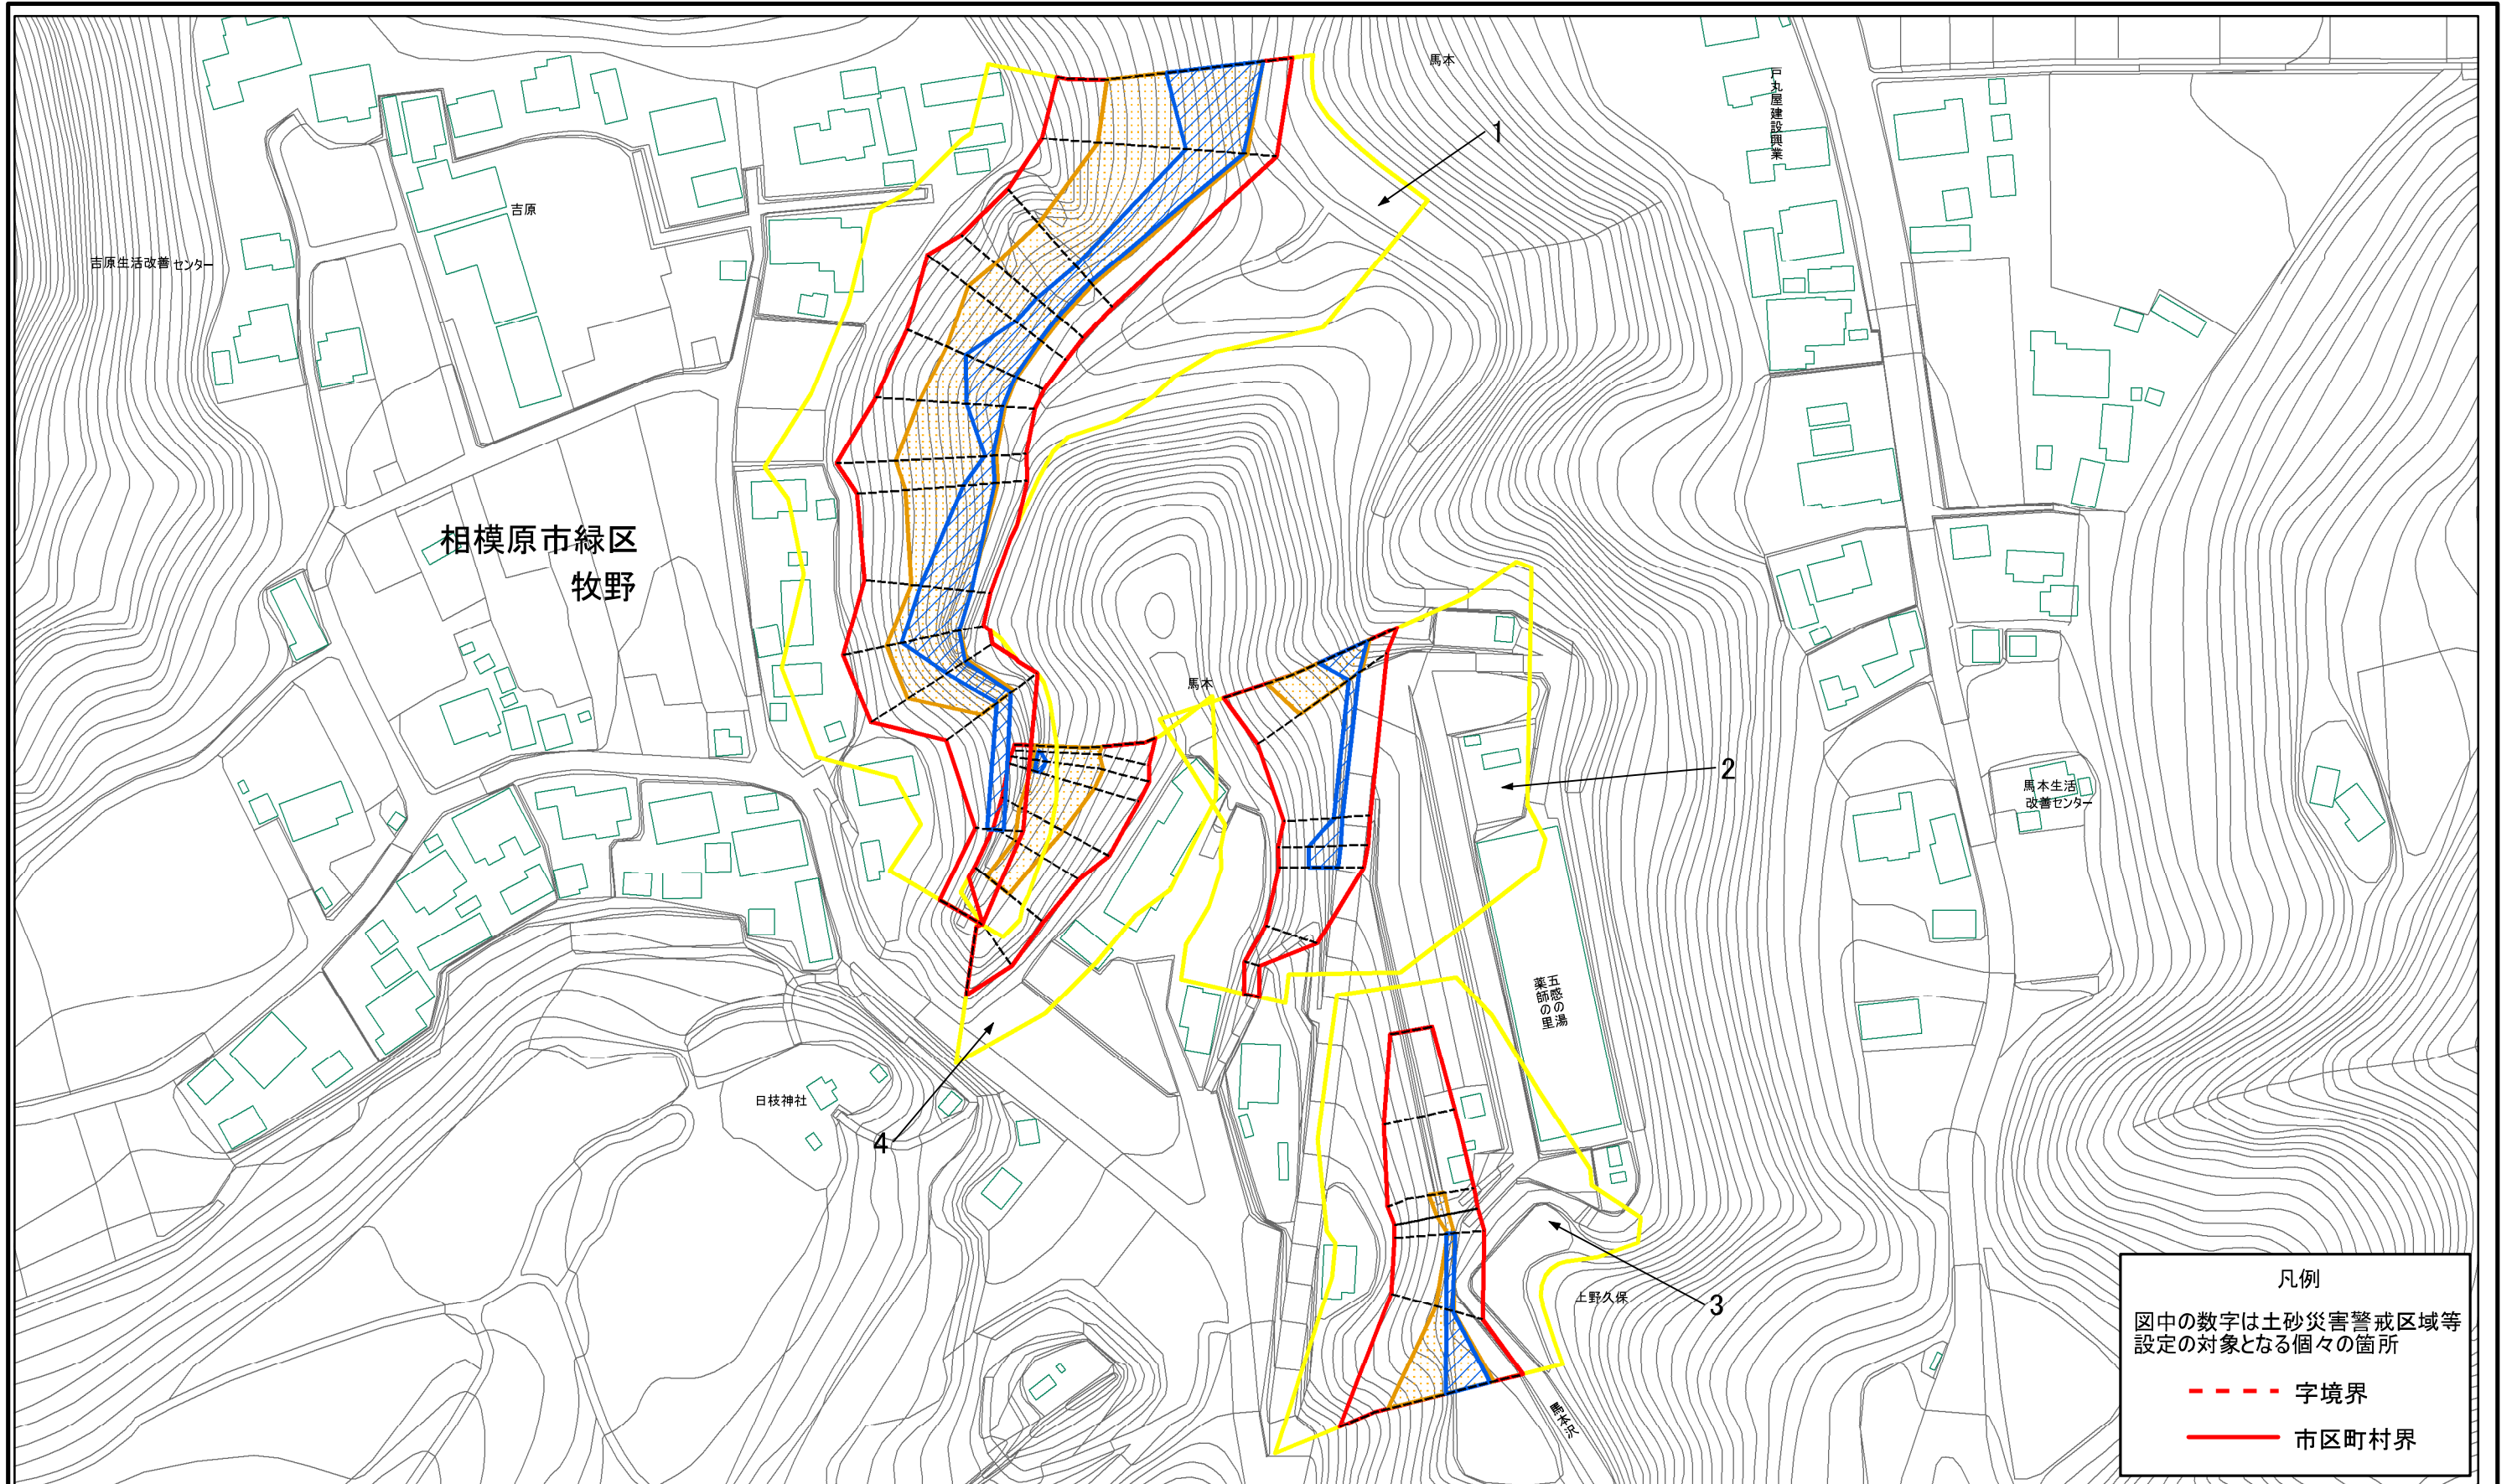 馬本
1
戸丸屋建設興業
吉原
吉原生活改善センター
相模原市緑区
牧野
馬本
2
馬本生活
改善センター
五感の湯
薬師の里
日枝神社
4
上野久保
3
馬本沢
凡例
図中の数字は土砂災害警戒区域等
設定の対象となる個々の箇所
字境界
市区町村界